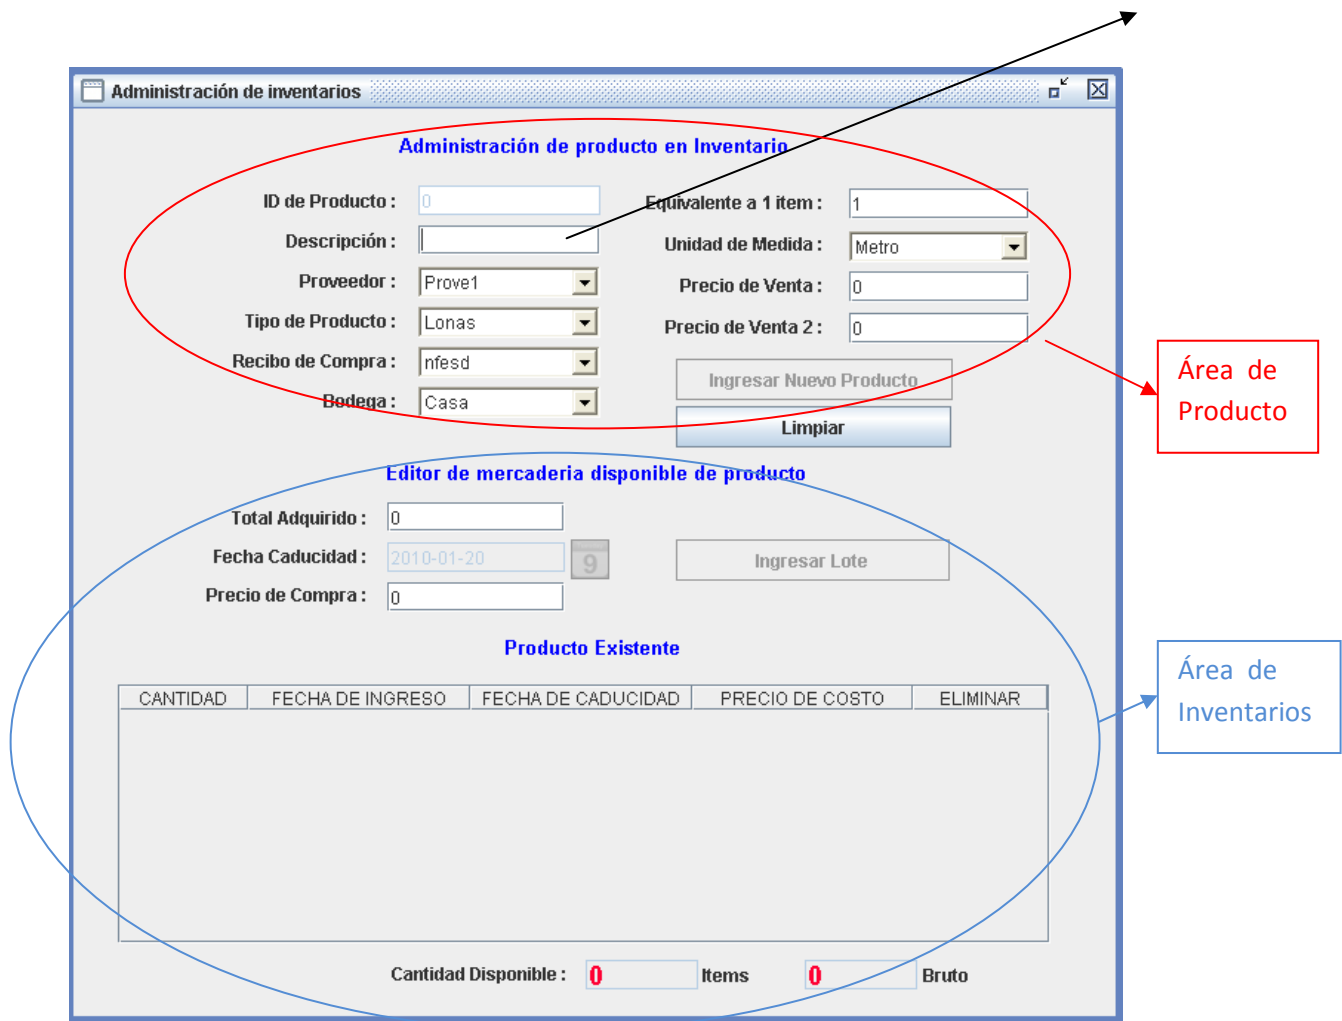 Administración de inventarios
Administración de producto en Inventario
ID de Producto : 0
Equivalente a 1 item : 1
Descripción :
Unidad de Medida : Metro
Proveedor : Prove1
Precio de Venta : 0
Tipo de Producto : Lonas
Precio de Venta 2 : 0
Recibo de Compra : nfesd
Ingresar Nuevo Producto
Bodega : Casa
Limpiar
Área de
Producto
Editor de mercaderia disponible de producto
Total Adquirido : 0
Fecha Caducidad : 2010-01-20 9
Ingresar Lote
Precio de Compra : 0
Producto Existente
CANTIDAD FECHA DE INGRESO FECHA DE CADUCIDAD PRECIO DE COSTO ELIMINAR
Área de
Inventarios
Cantidad Disponible : 0 Items 0 Bruto